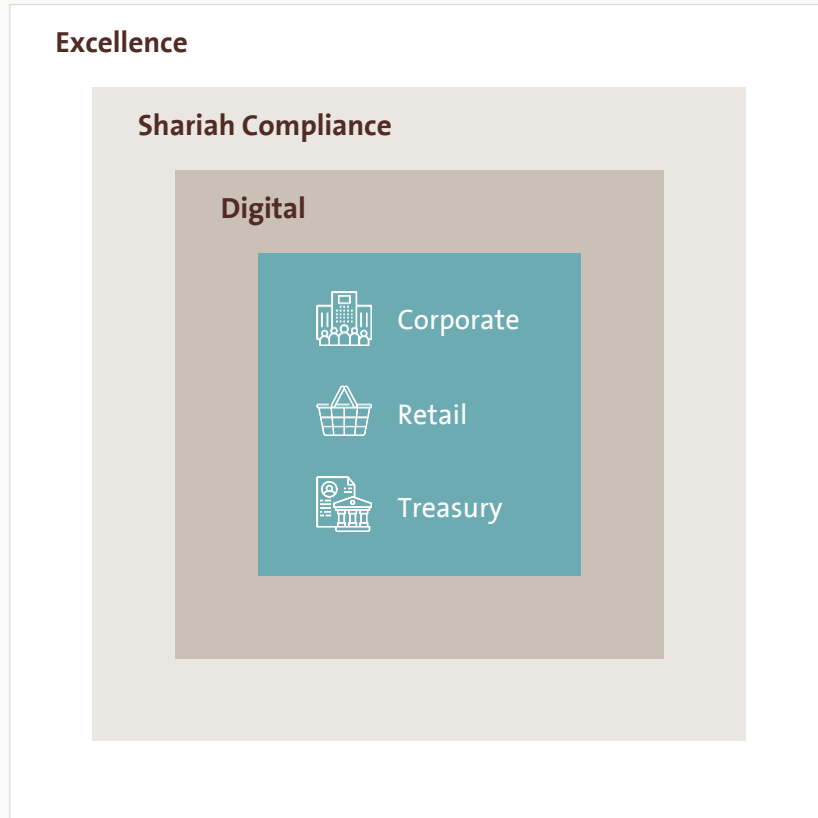 Excellence
Shariah Compliance
Digital
Corporate
Retail
Treasury